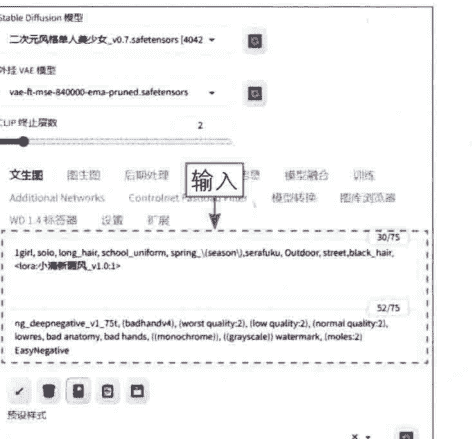 Stable Diffusion 模型
二次元风格单人美少女_v0.7.safetensors [4042
外挂 VAE 模型
vae-ft-mse-840000-ema-pruned.safetensors
CLIP 终止层数
2
文生图 图生图 后期处理 模型融合 训练
输入
Additional Networks Controlnet 模型转换 图库浏览器
WD 1.4 标签器 设置 扩展
30/75
1girl, solo, long_hair, school_uniform, spring_\(season\),serafuku, Outdoor, street,black_hair,
<lora:小清新画风_v1.0:1>
52/75
ng_deepnegative_v1_75t, (badhandv4), (worst quality:2), (low quality:2), (normal quality:2),
lowres, bad anatomy, bad hands, ((monochrome)), ((grayscale)) watermark, (moles:2)
EasyNegative
预设样式